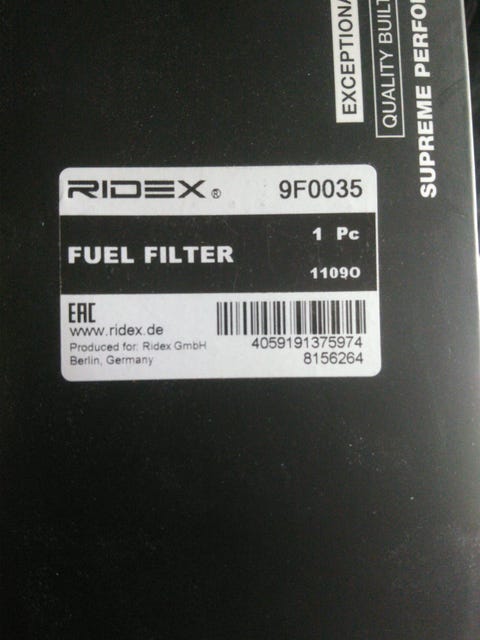 EXCEPTIONA
QUALITY BUILT
SUPREME PERFO
RIDEX® 9F0035
FUEL FILTER
1 Pc
11090
EAC
www.ridex.de
Produced for: Ridex GmbH
Berlin, Germany
4059191375974
8156264